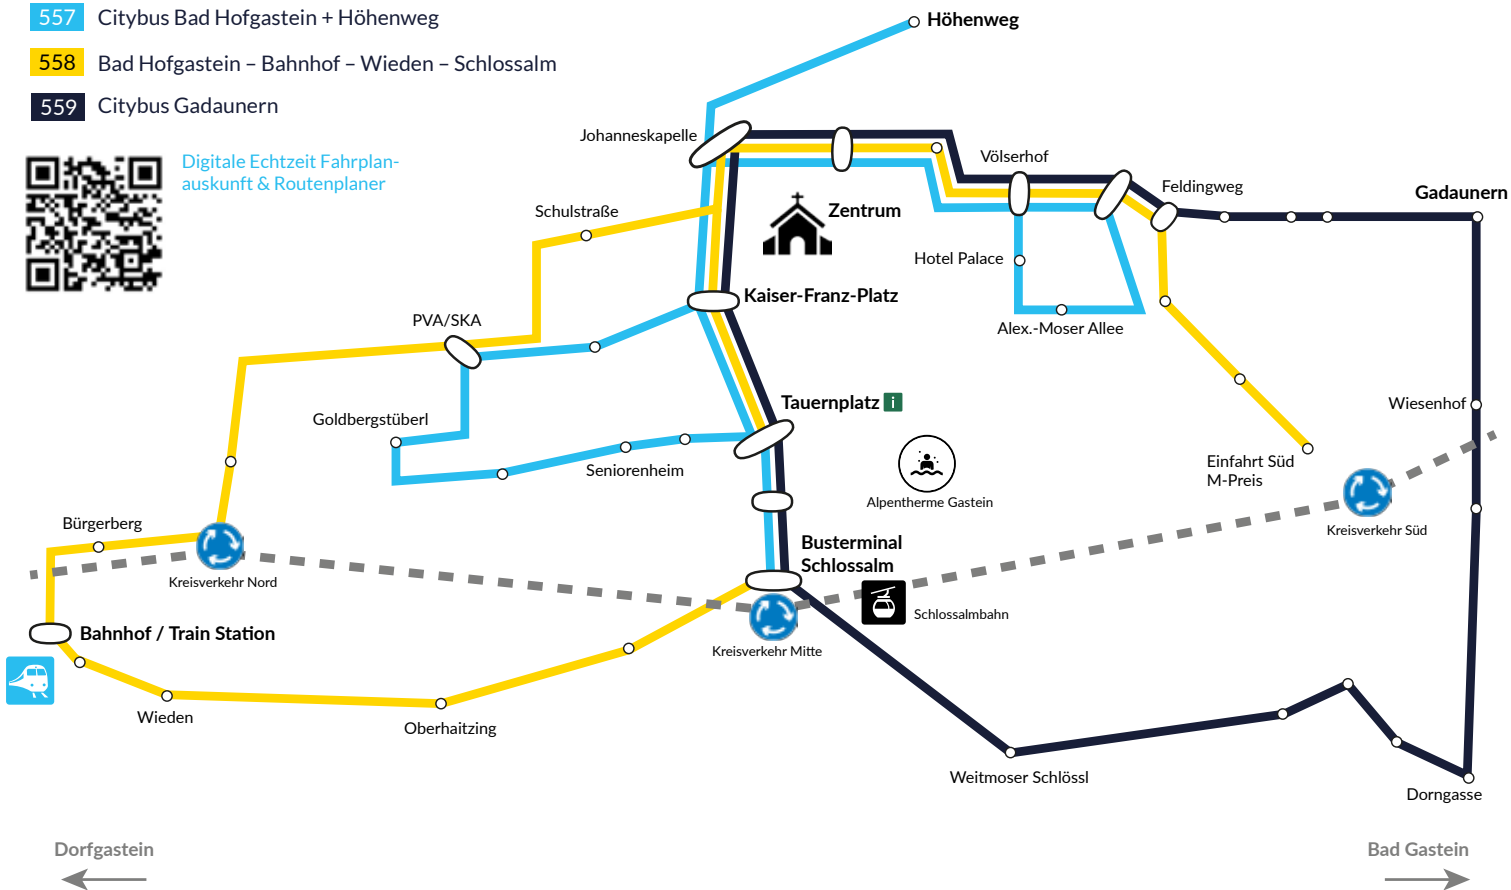 557 Citybus Bad Hofgastein + Höhenweg
558 Bad Hofgastein – Bahnhof – Wieden – Schlossalm
559 Citybus Gadaunern
Digitale Echtzeit Fahrplan-
auskunft & Routenplaner
Höhenweg
Johanneskapelle
Völserhof
Feldingweg
Gadaunern
Schulstraße
Zentrum
Hotel Palace
Kaiser-Franz-Platz
PVA/SKA
Alex.-Moser Allee
Tauernplatz i
Wiesenhof
Goldbergstüberl
Seniorenheim
Einfahrt Süd
M-Preis
Alpentherme Gastein
Bürgerberg
Kreisverkehr Süd
Busterminal
Schlossalm
Kreisverkehr Nord
Schlossalmbahn
Bahnhof / Train Station
Kreisverkehr Mitte
Wieden
Oberhaitzing
Weitmoser Schlössl
Dorngasse
Dorfgastein
Bad Gastein